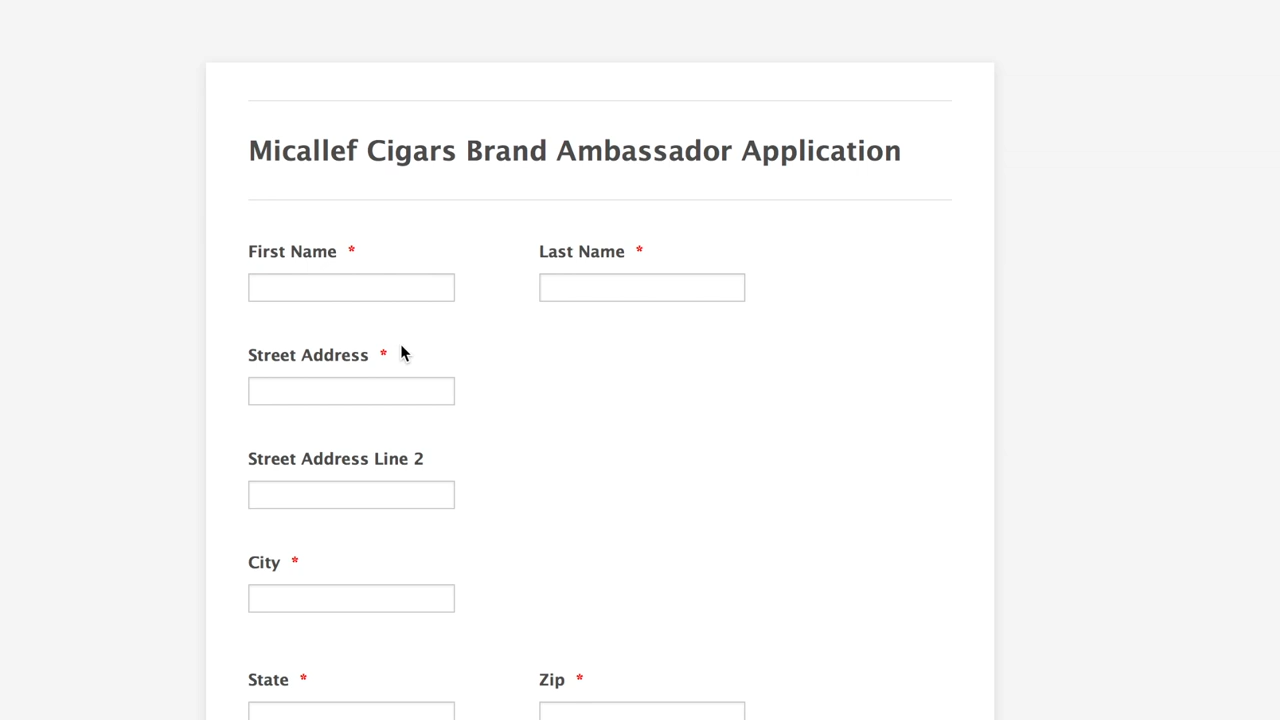 Micallef Cigars Brand Ambassador Application
First Name *
Last Name *
Street Address *
Street Address Line 2
City *
State *
Zip *